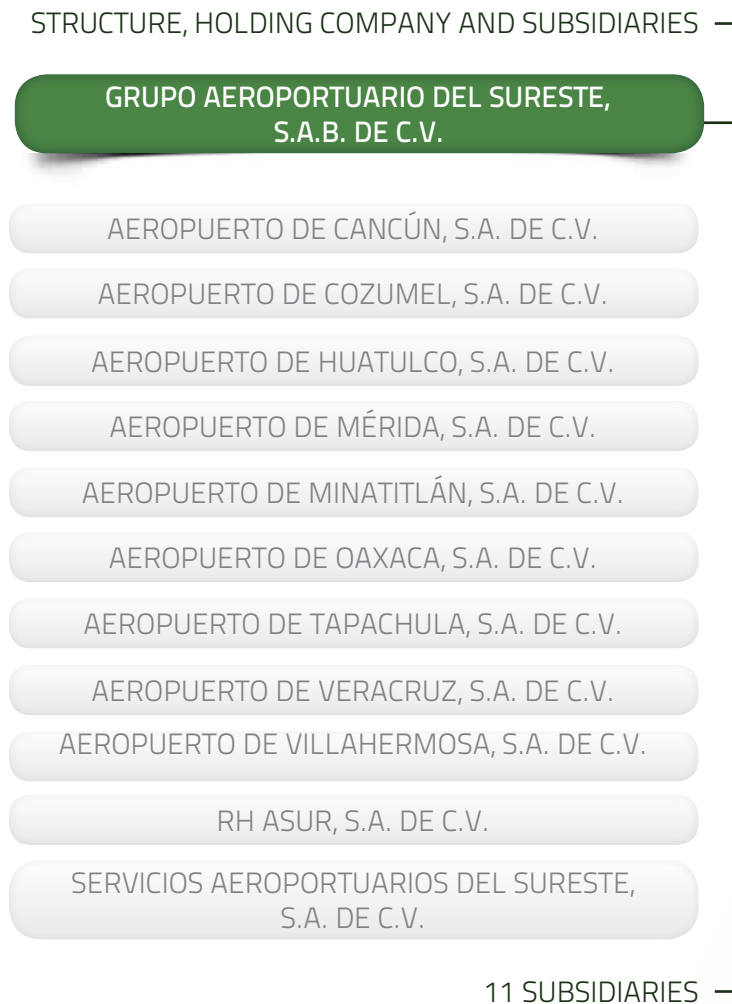 STRUCTURE, HOLDING COMPANY AND SUBSIDIARIES
GRUPO AEROPORTUARIO DEL SURESTE,
S.A.B. DE C.V.
AEROPUERTO DE CANCÚN, S.A. DE C.V.
AEROPUERTO DE COZUMEL, S.A. DE C.V.
AEROPUERTO DE HUATULCO, S.A. DE C.V.
AEROPUERTO DE MÉRIDA, S.A. DE C.V.
AEROPUERTO DE MINATITLÁN, S.A. DE C.V.
AEROPUERTO DE OAXACA, S.A. DE C.V.
AEROPUERTO DE TAPACHULA, S.A. DE C.V.
AEROPUERTO DE VERACRUZ, S.A. DE C.V.
AEROPUERTO DE VILLAHERMOSA, S.A. DE C.V.
RH ASUR, S.A. DE C.V.
SERVICIOS AEROPORTUARIOS DEL SURESTE,
S.A. DE C.V.
11 SUBSIDIARIES